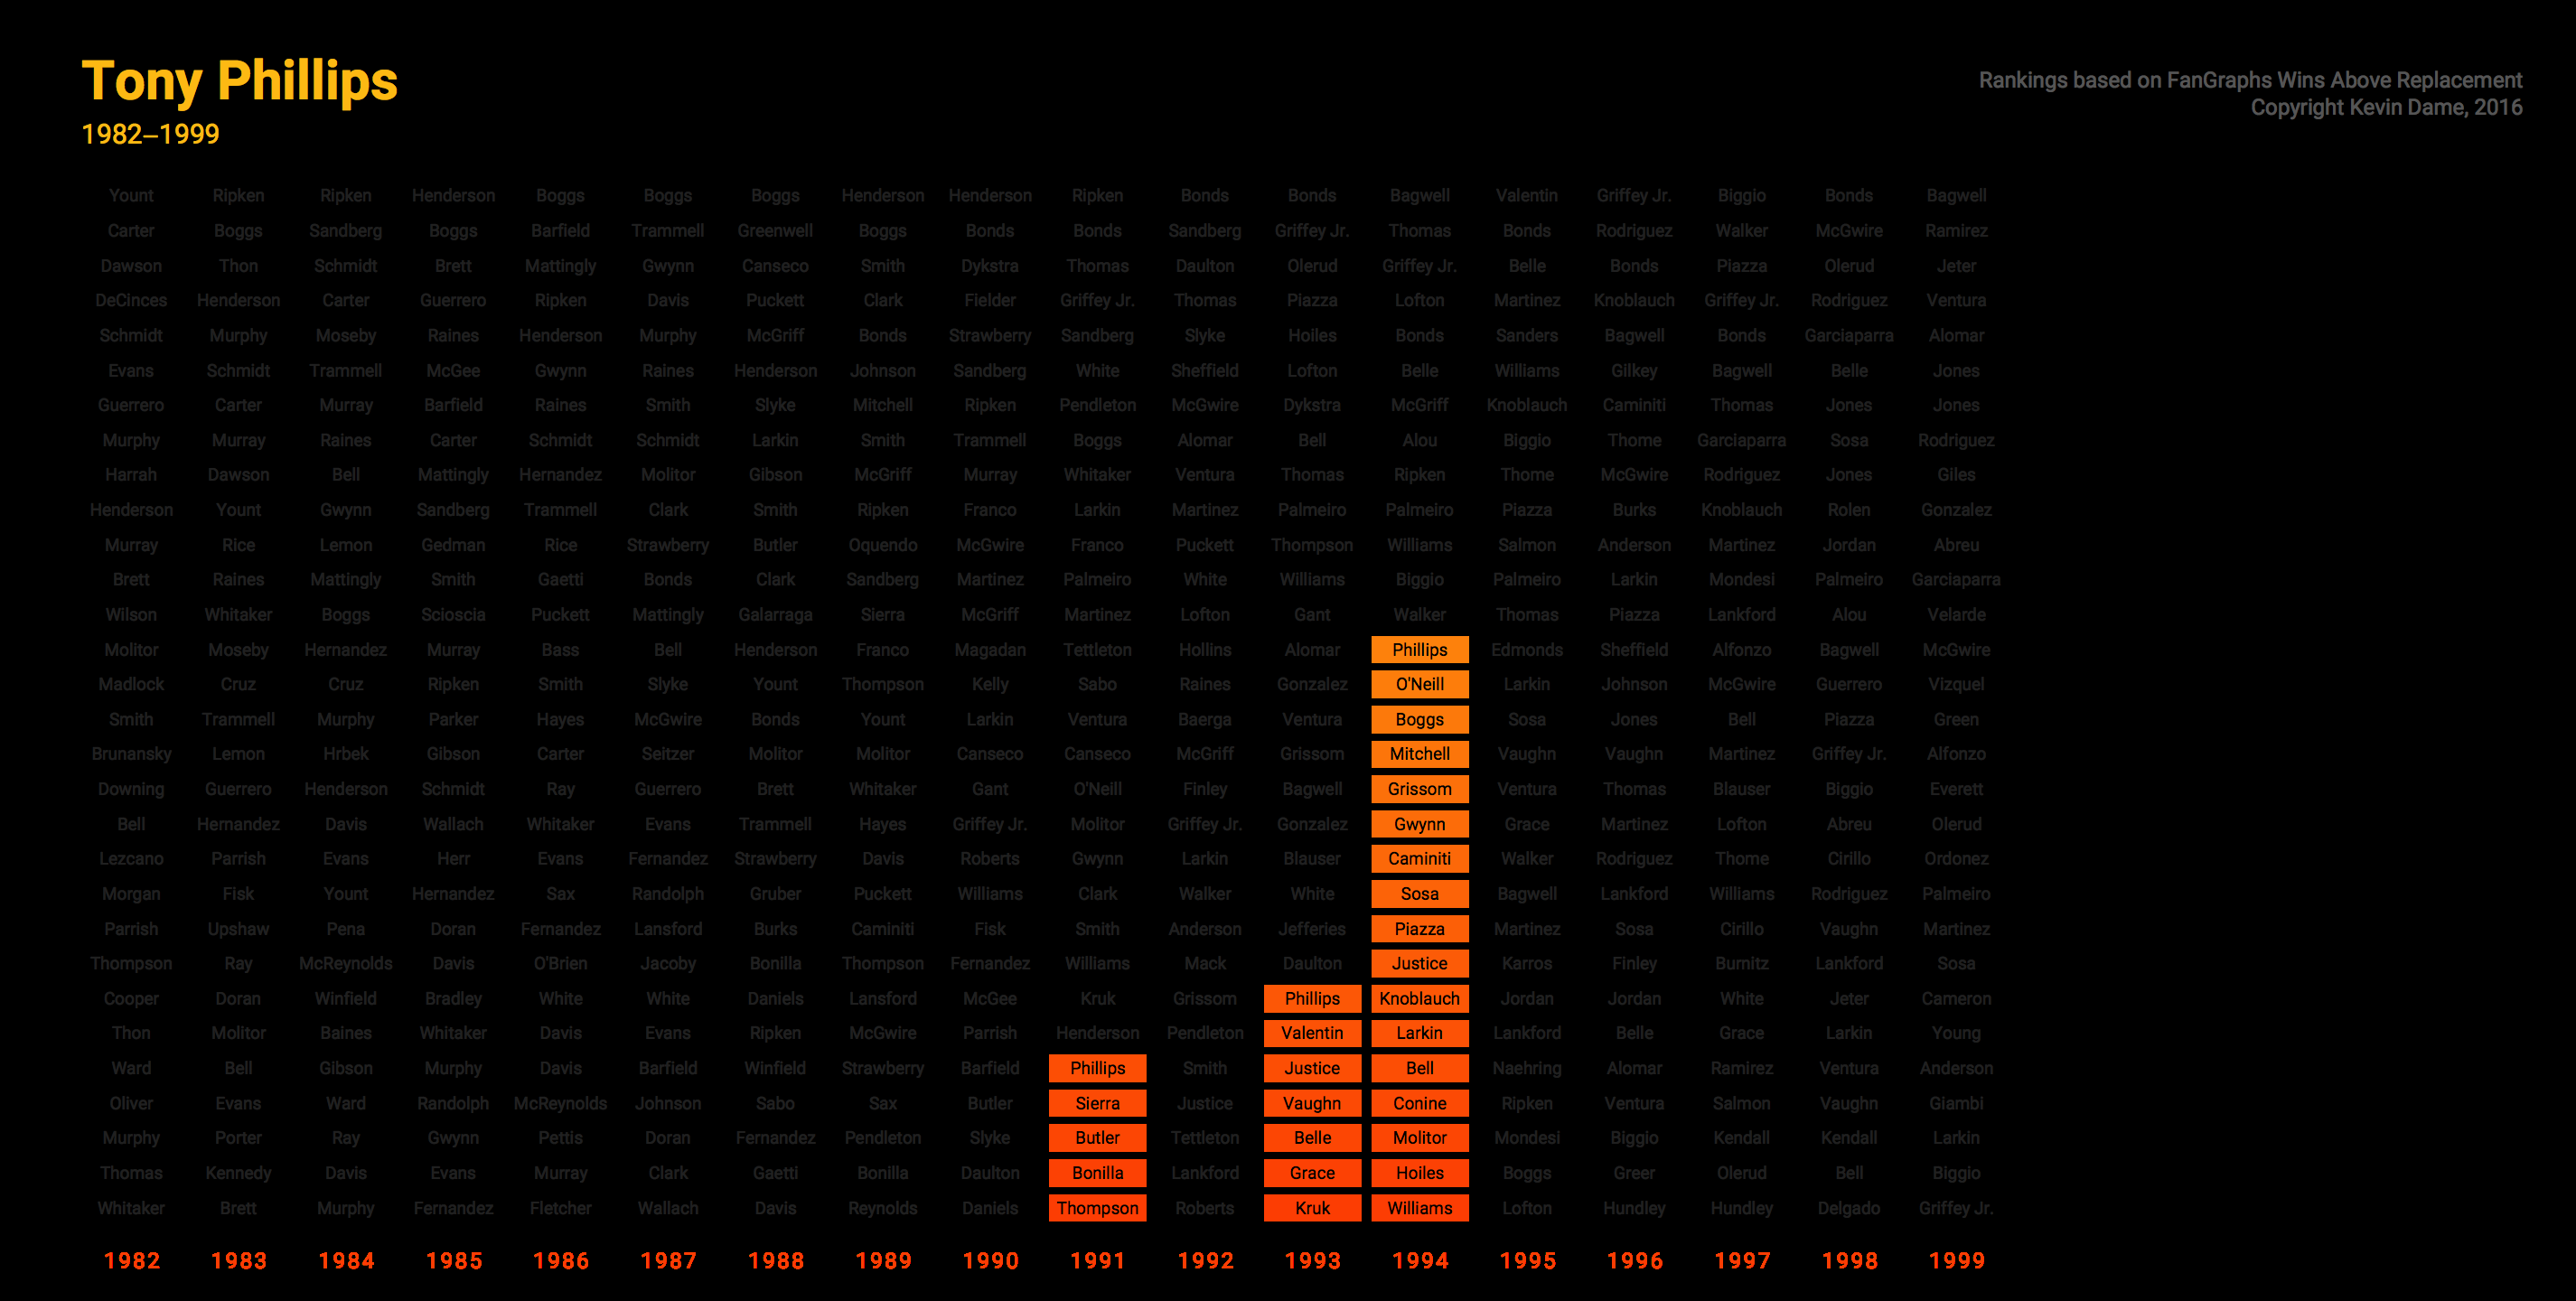 Tony Phillips
1982–1999
Rankings based on FanGraphs Wins Above Replacement
Copyright Kevin Dame, 2016
Yount Ripken Ripken Henderson Boggs Boggs Boggs Henderson Henderson Ripken Bonds Bonds Bagwell Valentin Griffey Jr. Biggio Bonds Bagwell
Carter Boggs Sandberg Boggs Barfield Trammell Greenwell Boggs Bonds Bonds Sandberg Griffey Jr. Thomas Bonds Rodriguez Walker McGwire Ramirez
Dawson Thon Schmidt Brett Mattingly Gwynn Canseco Smith Dykstra Thomas Daulton Olerud Griffey Jr. Belle Bonds Piazza Olerud Jeter
DeCinces Henderson Carter Guerrero Ripken Davis Puckett Clark Fielder Griffey Jr. Thomas Piazza Lofton Martinez Knoblauch Griffey Jr. Rodriguez Ventura
Schmidt Murphy Moseby Raines Henderson Murphy McGriff Bonds Strawberry Sandberg Slyke Hoiles Bonds Sanders Bagwell Bonds Garciaparra Alomar
Evans Schmidt Trammell McGee Gwynn Raines Henderson Johnson Sandberg White Sheffield Lofton Belle Williams Gilkey Bagwell Belle Jones
Guerrero Carter Murray Barfield Raines Smith Slyke Mitchell Ripken Pendleton McGwire Dykstra McGriff Knoblauch Caminiti Thomas Jones Jones
Murphy Murray Raines Carter Schmidt Schmidt Larkin Smith Trammell Boggs Alomar Bell Alou Biggio Thome Garciaparra Sosa Rodriguez
Harrah Dawson Bell Mattingly Hernandez Molitor Gibson McGriff Murray Whitaker Ventura Thomas Ripken Thome McGwire Rodriguez Jones Giles
Henderson Yount Gwynn Sandberg Trammell Clark Smith Ripken Franco Larkin Martinez Palmeiro Palmeiro Piazza Burks Knoblauch Rolen Gonzalez
Murray Rice Lemon Gedman Rice Strawberry Butler Oquendo McGwire Franco Puckett Thompson Williams Salmon Anderson Martinez Jordan Abreu
Brett Raines Mattingly Smith Gaetti Bonds Clark Sandberg Martinez Palmeiro White Williams Biggio Palmeiro Larkin Mondesi Palmeiro Garciaparra
Wilson Whitaker Boggs Scioscia Puckett Mattingly Galarraga Sierra McGriff Martinez Lofton Gant Walker Thomas Piazza Lankford Alou Velarde
Molitor Moseby Hernandez Murray Bass Bell Henderson Franco Magadan Tettleton Hollins Alomar Phillips Edmonds Sheffield Alfonzo Bagwell McGwire
Madlock Cruz Cruz Ripken Smith Slyke Yount Thompson Kelly Sabo Raines Gonzalez O'Neill Larkin Johnson McGwire Guerrero Vizquel
Smith Trammell Murphy Parker Hayes McGwire Bonds Yount Larkin Ventura Baerga Ventura Boggs Sosa Jones Bell Piazza Green
Brunansky Lemon Hrbek Gibson Carter Seitzer Molitor Molitor Canseco Canseco McGriff Grissom Mitchell Vaughn Vaughn Martinez Griffey Jr. Alfonzo
Downing Guerrero Henderson Schmidt Ray Guerrero Brett Whitaker Gant O'Neill Finley Bagwell Grissom Ventura Thomas Blauser Biggio Everett
Bell Hernandez Davis Wallach Whitaker Evans Trammell Hayes Griffey Jr. Molitor Griffey Jr. Gonzalez Gwynn Grace Martinez Lofton Abreu Olerud
Lezcano Parrish Evans Herr Evans Fernandez Strawberry Davis Roberts Gwynn Larkin Blauser Caminiti Walker Rodriguez Thome Cirillo Ordonez
Morgan Fisk Yount Hernandez Sax Randolph Gruber Puckett Williams Clark Walker White Sosa Bagwell Lankford Williams Rodriguez Palmeiro
Parrish Upshaw Pena Doran Fernandez Lansford Burks Caminiti Fisk Smith Anderson Jefferies Piazza Martinez Sosa Cirillo Vaughn Martinez
Thompson Ray McReynolds Davis O'Brien Jacoby Bonilla Thompson Fernandez Williams Mack Daulton Justice Karros Finley Burnitz Lankford Sosa
Cooper Doran Winfield Bradley White White Daniels Lansford McGee Kruk Grissom Phillips Knoblauch Jordan Jordan White Jeter Cameron
Thon Molitor Baines Whitaker Davis Evans Ripken McGwire Parrish Henderson Pendleton Valentin Larkin Lankford Belle Grace Larkin Young
Ward Bell Gibson Murphy Davis Barfield Winfield Strawberry Barfield Phillips Smith Justice Bell Naehring Alomar Ramirez Ventura Anderson
Oliver Evans Ward Randolph McReynolds Johnson Sabo Sax Butler Sierra Justice Vaughn Conine Ripken Ventura Salmon Vaughn Giambi
Murphy Porter Ray Gwynn Pettis Doran Fernandez Pendleton Slyke Butler Tettleton Belle Molitor Mondesi Biggio Kendall Kendall Larkin
Thomas Kennedy Davis Evans Murray Clark Gaetti Bonilla Daulton Bonilla Lankford Grace Hoiles Boggs Greer Olerud Bell Biggio
Whitaker Brett Murphy Fernandez Fletcher Wallach Davis Reynolds Daniels Thompson Roberts Kruk Williams Lofton Hundley Hundley Delgado Griffey Jr.
1982 1983 1984 1985 1986 1987 1988 1989 1990 1991 1992 1993 1994 1995 1996 1997 1998 1999